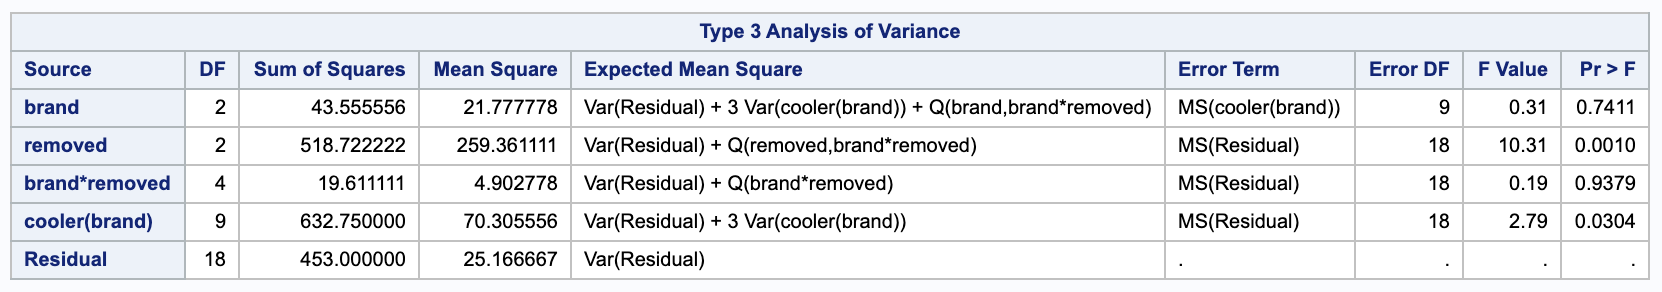 Type 3 Analysis of Variance
Source DF Sum of Squares Mean Square Expected Mean Square Error Term Error DF F Value Pr > F
brand 2 43.555556 21.777778 Var(Residual) + 3 Var(cooler(brand)) + Q(brand,brand*removed) MS(cooler(brand)) 9 0.31 0.7411
removed 2 518.722222 259.361111 Var(Residual) + Q(removed,brand*removed) MS(Residual) 18 10.31 0.0010
brand*removed 4 19.611111 4.902778 Var(Residual) + Q(brand*removed) MS(Residual) 18 0.19 0.9379
cooler(brand) 9 632.750000 70.305556 Var(Residual) + 3 Var(cooler(brand)) MS(Residual) 18 2.79 0.0304
Residual 18 453.000000 25.166667 Var(Residual) . . . .